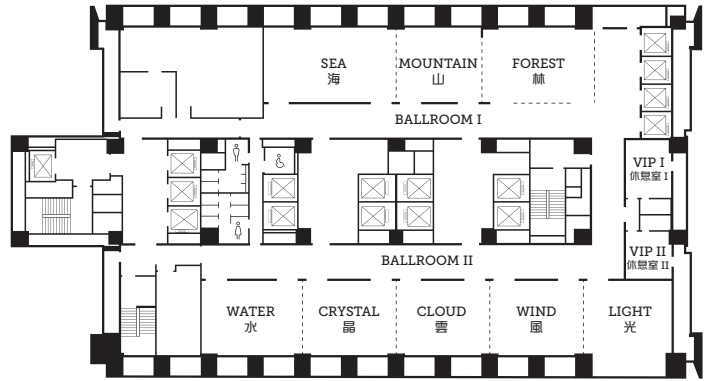 SEA
海
MOUNTAIN
山
FOREST
林
BALLROOM I
VIP I
休息室 I
VIP II
休息室 II
BALLROOM II
WATER
水
CRYSTAL
晶
CLOUD
雲
WIND
風
LIGHT
光